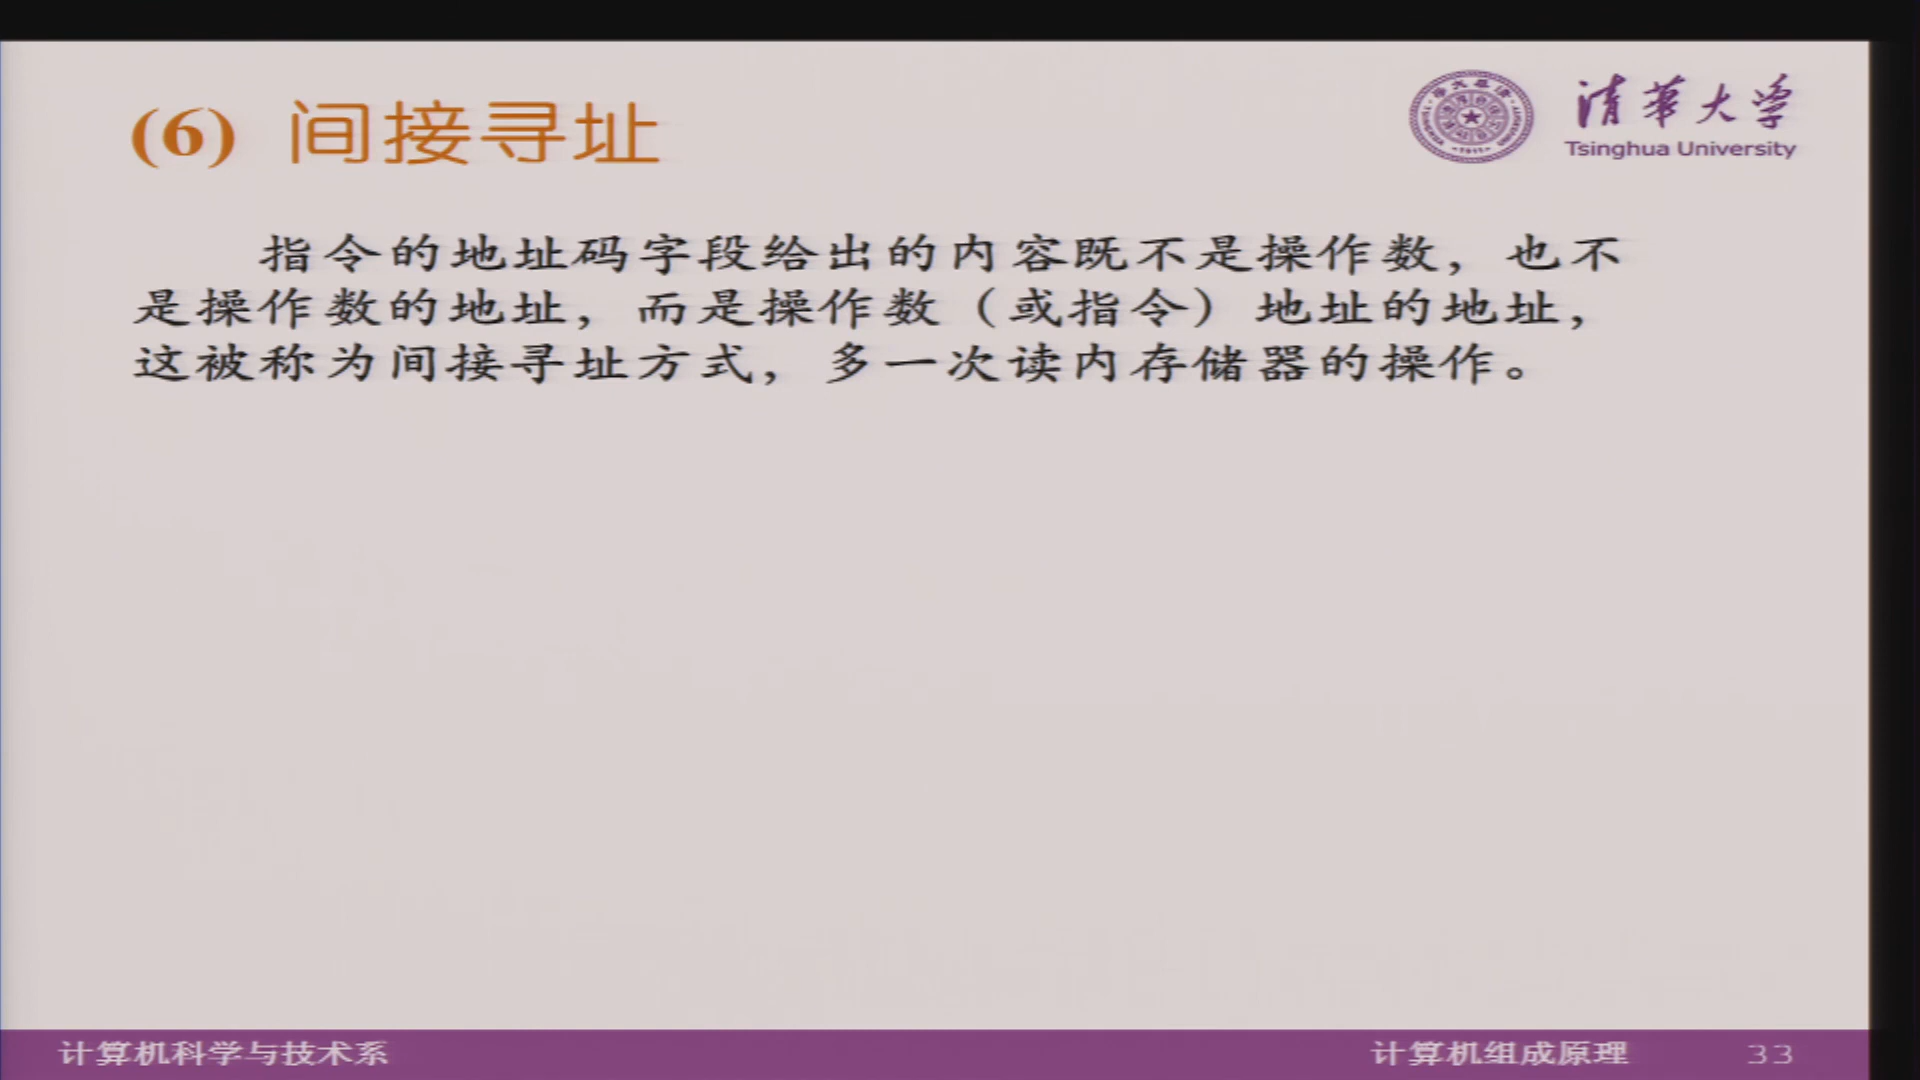 (6) 间接寻址
清华大学
Tsinghua University
指令的地址码字段给出的内容既不是操作数，也不
是操作数的地址，而是操作数（或指令）地址的地址，
这被称为间接寻址方式，多一次读内存储器的操作。
计算机科学与技术系
计算机组成原理
33